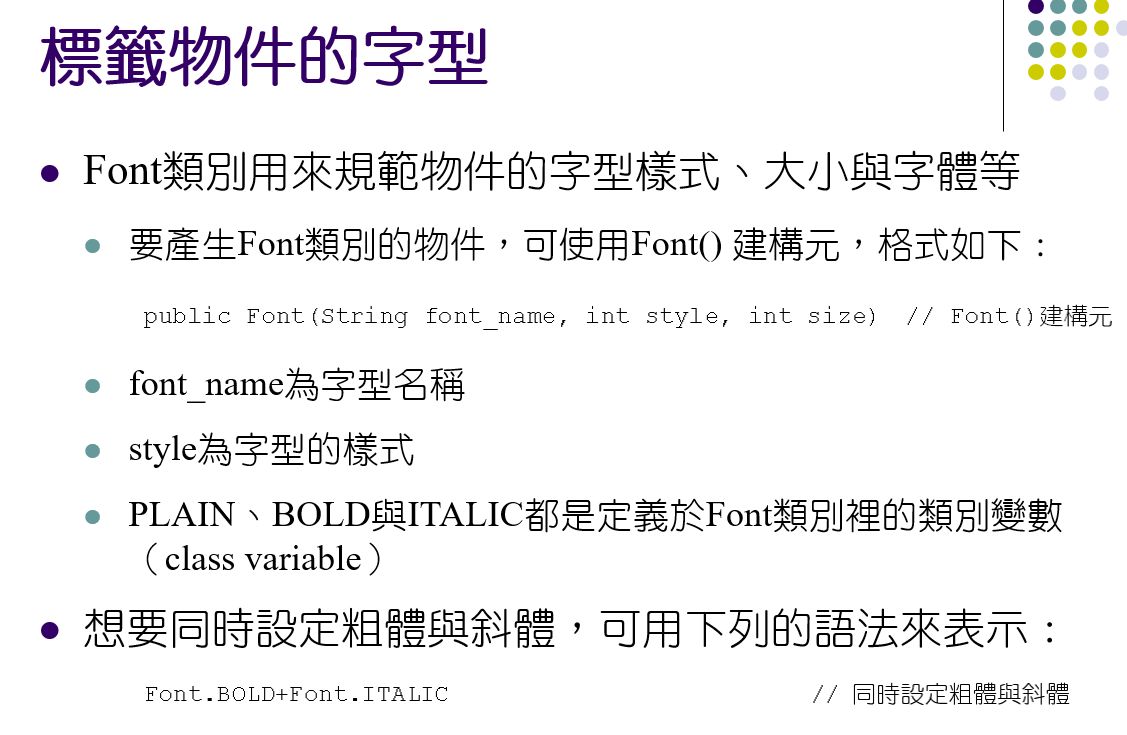 標籤物件的字型
Font類別用來規範物件的字型樣式、大小與字體等
要產生Font類別的物件，可使用Font() 建構元，格式如下：
public Font(String font_name, int style, int size) // Font()建構元
font_name為字型名稱
style為字型的樣式
PLAIN、BOLD與ITALIC都是定義於Font類別裡的類別變數
（class variable）
想要同時設定粗體與斜體，可用下列的語法來表示：
Font.BOLD+Font.ITALIC // 同時設定粗體與斜體